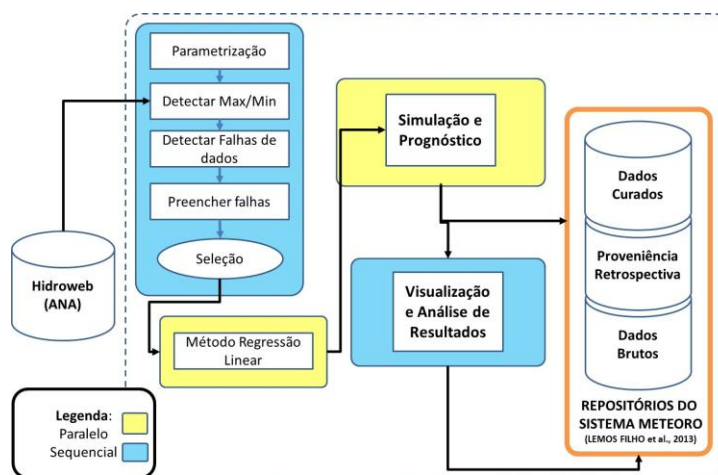 Parametrização
Detectar Max/Min
Detectar Falhas de
dados
Preencher falhas
Seleção
Hidroweb
(ANA)
Método Regressão
Linear
Simulação e
Prognóstico
Visualização
e Análise de
Resultados
Dados
Curados
Proveniência
Retrospectiva
Dados
Brutos
REPOSITÓRIOS DO
SISTEMA METEORO
(LEMOS FILHO et al., 2013)
Legenda:
Paralelo
Sequencial